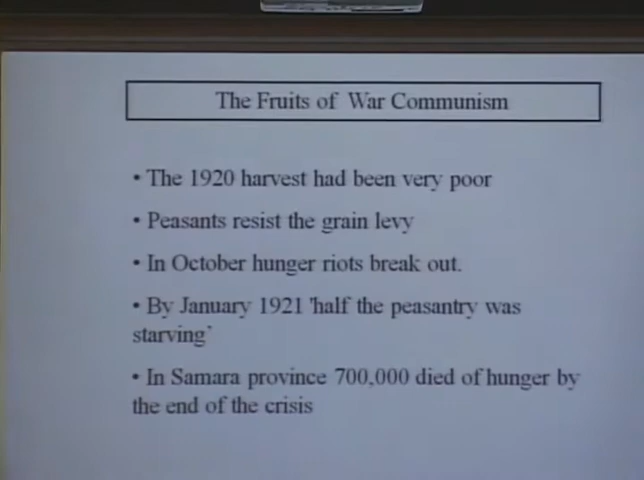 The Fruits of War Communism
• The 1920 harvest had been very poor
• Peasants resist the grain levy
• In October hunger riots break out.
• By January 1921 'half the peasantry was
starving'
• In Samara province 700,000 died of hunger by
the end of the crisis